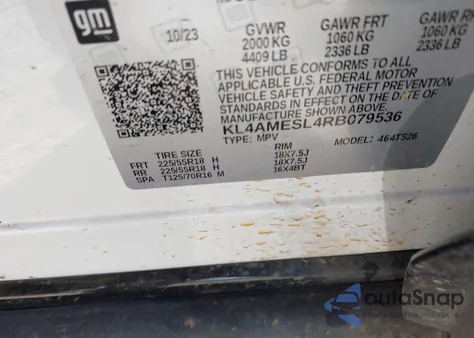 gm
10/23
GVWR GAWR FRT GAWR RR
2000 KG 1060 KG 1060 KG
4409 LB 2336 LB 2336 LB
THIS VEHICLE CONFORMS TO ALL
APPLICABLE U.S. FEDERAL MOTOR
VEHICLE SAFETY AND THEFT PREVENTION
STANDARDS IN EFFECT ON THE DATE OF
MANUFACTURE SHOWN ABOVE.
KL4AMESL4RB079536
TYPE: MPV MODEL: 464TS26
TIRE SIZE RIM
FRT 225/55R18 H 18X7.5J
RR 225/55R18 H 18X7.5J
SPA T125/70R16 M 16X4BT
autoSnap